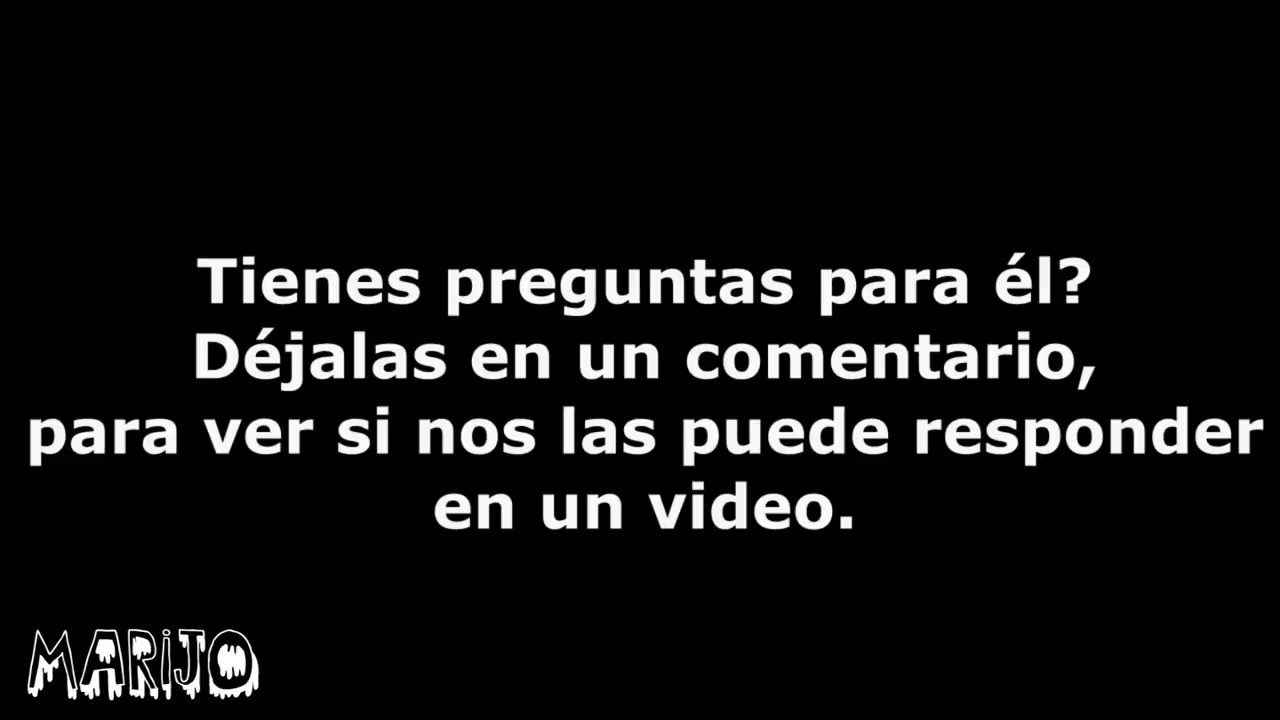 Tienes preguntas para él?
Déjalas en un comentario,
para ver si nos las puede responder
en un video.
MARiJO